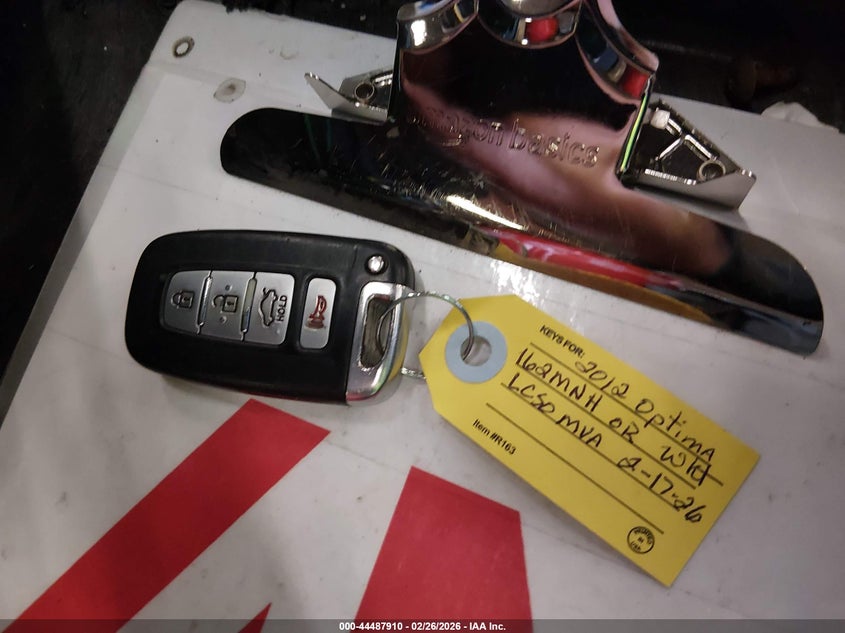 amazon basics
HOLD
KEYS FOR:
2012 Optima
162MNH OR Wht
LCSO MVA 2-17-26
Item #R163
000-44487910 - 02/26/2026 - IAA Inc.